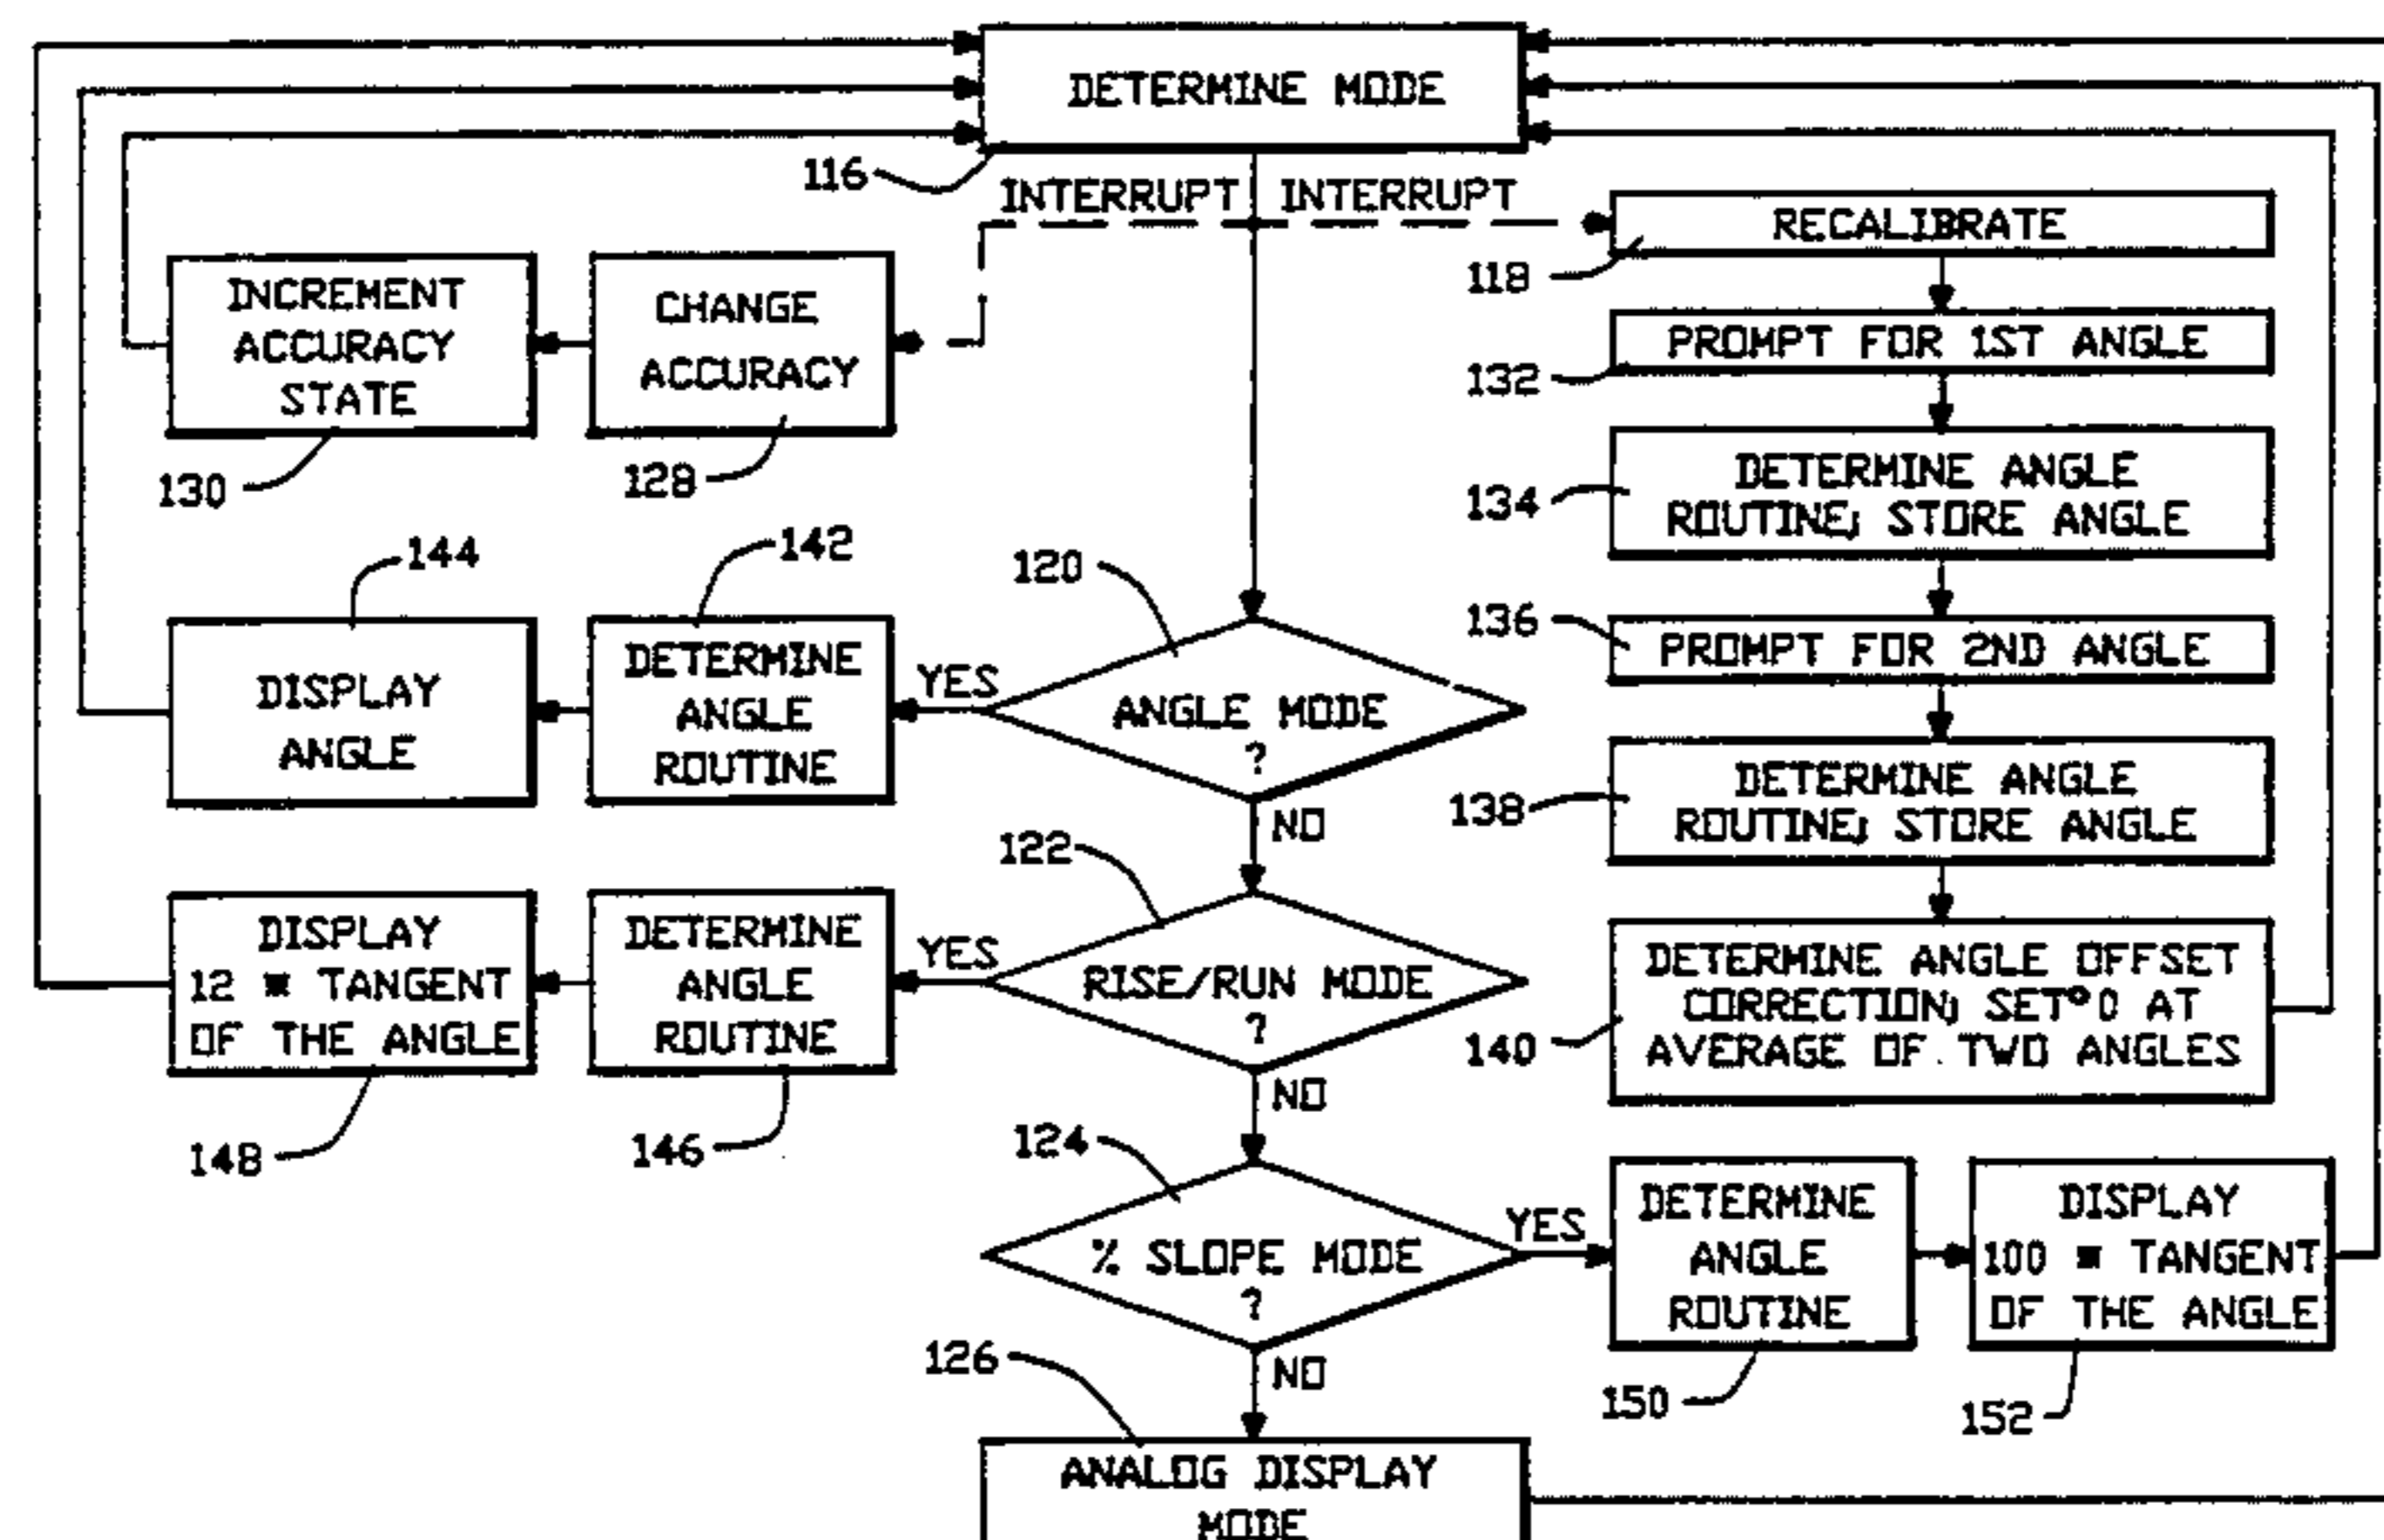 DETERMINE MODE
116
INTERRUPT
INTERRUPT
RECALIBRATE
118
PROMPT FOR 1ST ANGLE
132
DETERMINE ANGLE
ROUTINE; STORE ANGLE
134
PROMPT FOR 2ND ANGLE
136
DETERMINE ANGLE
ROUTINE; STORE ANGLE
138
DETERMINE ANGLE OFFSET
CORRECTION; SET°0 AT
AVERAGE OF TWO ANGLES
140
INCREMENT
ACCURACY
STATE
130
CHANGE
ACCURACY
128
144
DISPLAY
ANGLE
142
DETERMINE
ANGLE
ROUTINE
YES
120
ANGLE MODE
?
NO
DISPLAY
12 * TANGENT
OF THE ANGLE
148
DETERMINE
ANGLE
ROUTINE
146
YES
122
RISE/RUN MODE
?
NO
124
% SLOPE MODE
?
YES
NO
DETERMINE
ANGLE
ROUTINE
150
DISPLAY
100 * TANGENT
OF THE ANGLE
152
126
ANALOG DISPLAY
MODE